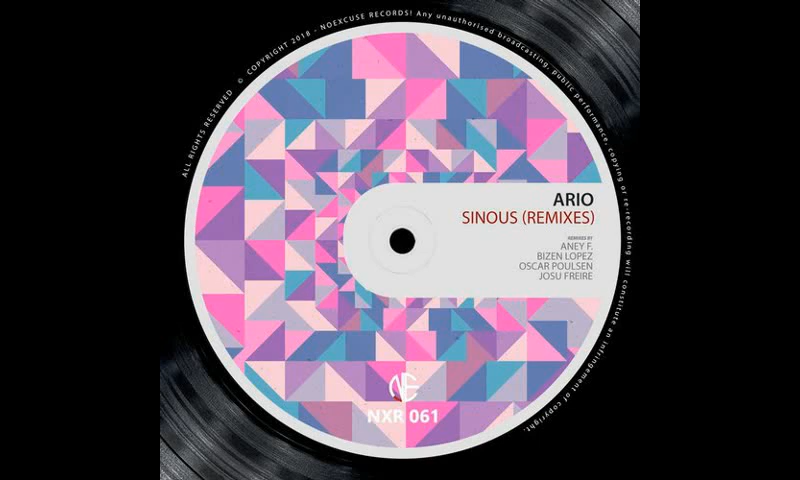 ALL RIGHTS RESERVED © COPYRIGHT 2018 - NOEXCUSE RECORDS! Any unauthorised broadcasting, public performance, copying or re-recording will constitute an infringement of copyright.
ARIO
SINOUS (REMIXES)
REMIXES BY
ANEY F.
BIZEN LOPEZ
OSCAR POULSEN
JOSU FREIRE
NE
NXR 061